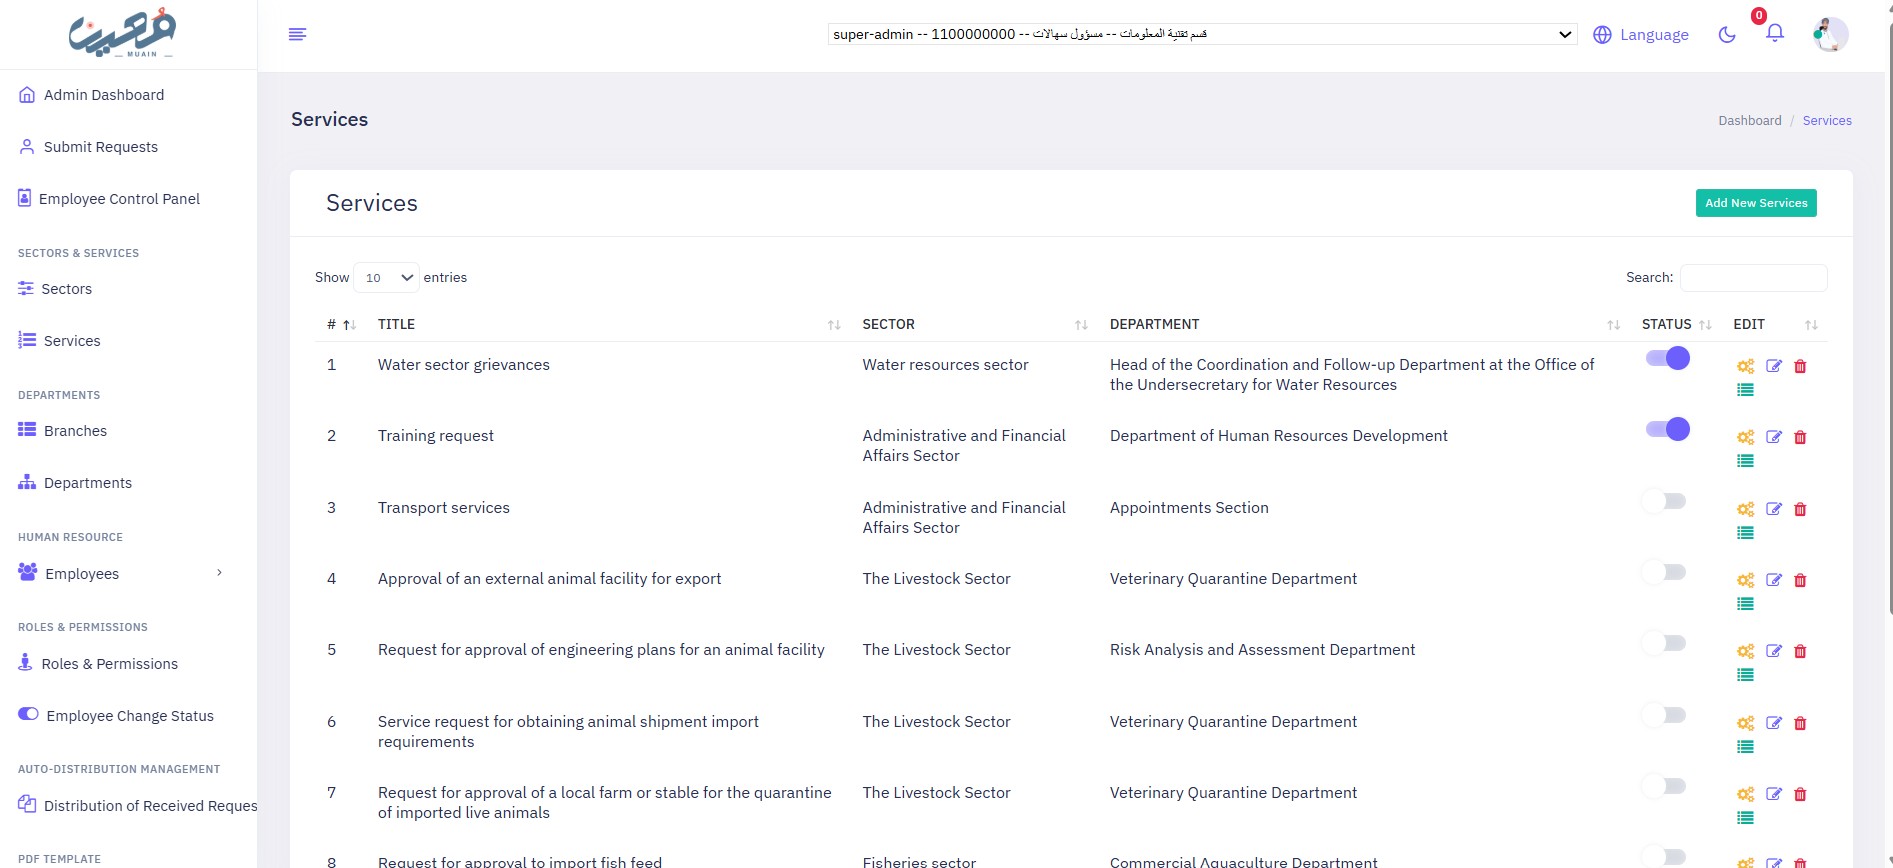 معين
MUAIN
super-admin -- 1100000000 -- قسم تقنية المعلومات -- مسؤول سهالات
Language
0
Admin Dashboard
Submit Requests
Employee Control Panel
SECTORS & SERVICES
Sectors
Services
DEPARTMENTS
Branches
Departments
HUMAN RESOURCE
Employees
ROLES & PERMISSIONS
Roles & Permissions
Employee Change Status
AUTO-DISTRIBUTION MANAGEMENT
Distribution of Received Reques
PDF TEMPLATE
Services
Dashboard / Services
Services
Add New Services
Show 10 entries
Search:
# TITLE SECTOR DEPARTMENT STATUS EDIT
1 Water sector grievances Water resources sector Head of the Coordination and Follow-up Department at the Office of
the Undersecretary for Water Resources
2 Training request Administrative and Financial Department of Human Resources Development
Affairs Sector
3 Transport services Administrative and Financial Appointments Section
Affairs Sector
4 Approval of an external animal facility for export The Livestock Sector Veterinary Quarantine Department
5 Request for approval of engineering plans for an animal facility The Livestock Sector Risk Analysis and Assessment Department
6 Service request for obtaining animal shipment import The Livestock Sector Veterinary Quarantine Department
requirements
7 Request for approval of a local farm or stable for the quarantine The Livestock Sector Veterinary Quarantine Department
of imported live animals
8 Request for approval to import fish feed Fisheries sector Commercial Aquaculture Department